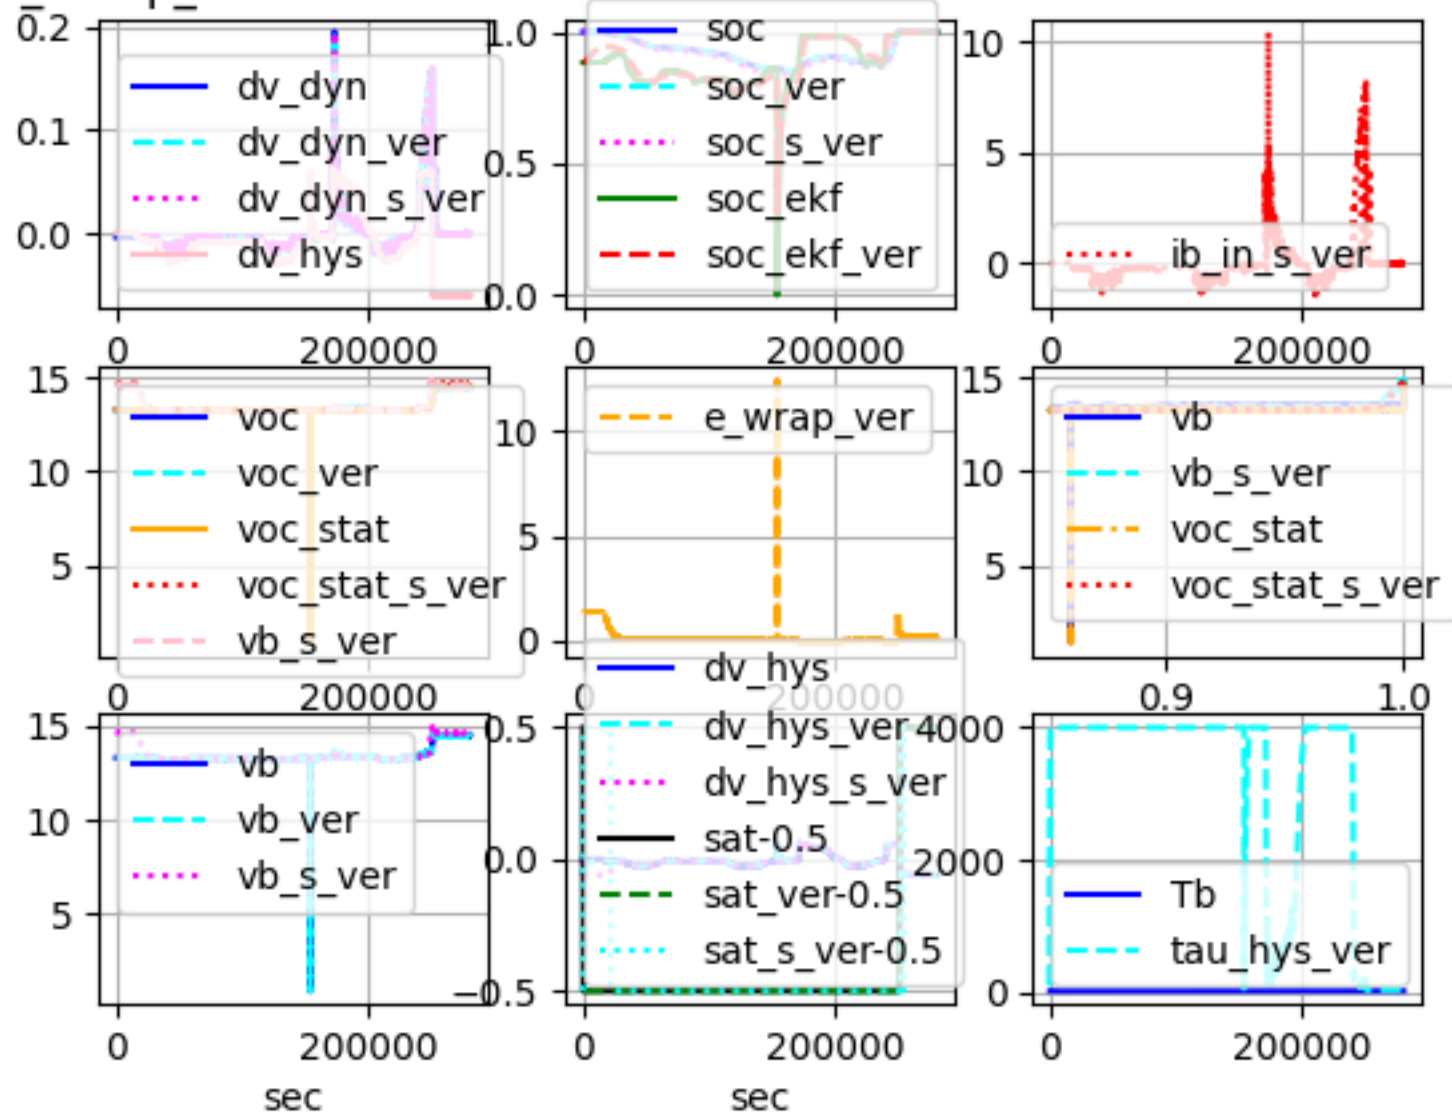 0.2
0.1
0.0
dv_dyn
dv_dyn_ver
dv_dyn_s_ver
dv_hys
0
200000
1.0
0.5
0.0
soc
soc_ver
soc_s_ver
soc_ekf
soc_ekf_ver
0
200000
10
5
0
ib_in_s_ver
0
200000
15
10
5
voc
voc_ver
voc_stat
voc_stat_s_ver
vb_s_ver
0
200000
10
5
0
e_wrap_ver
0
200000
15
10
5
vb
vb_s_ver
voc_stat
voc_stat_s_ver
0.9
1.0
15
10
5
vb
vb_ver
vb_s_ver
0
200000
sec
0.5
0.0
−0.5
dv_hys
dv_hys_ver
dv_hys_s_ver
sat-0.5
sat_ver-0.5
sat_s_ver-0.5
0
200000
sec
4000
2000
0
Tb
tau_hys_ver
0
200000